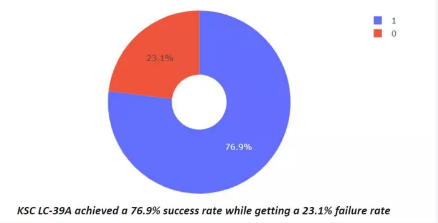 1
0
23.1%
76.9%
KSC LC-39A achieved a 76.9% success rate while getting a 23.1% failure rate